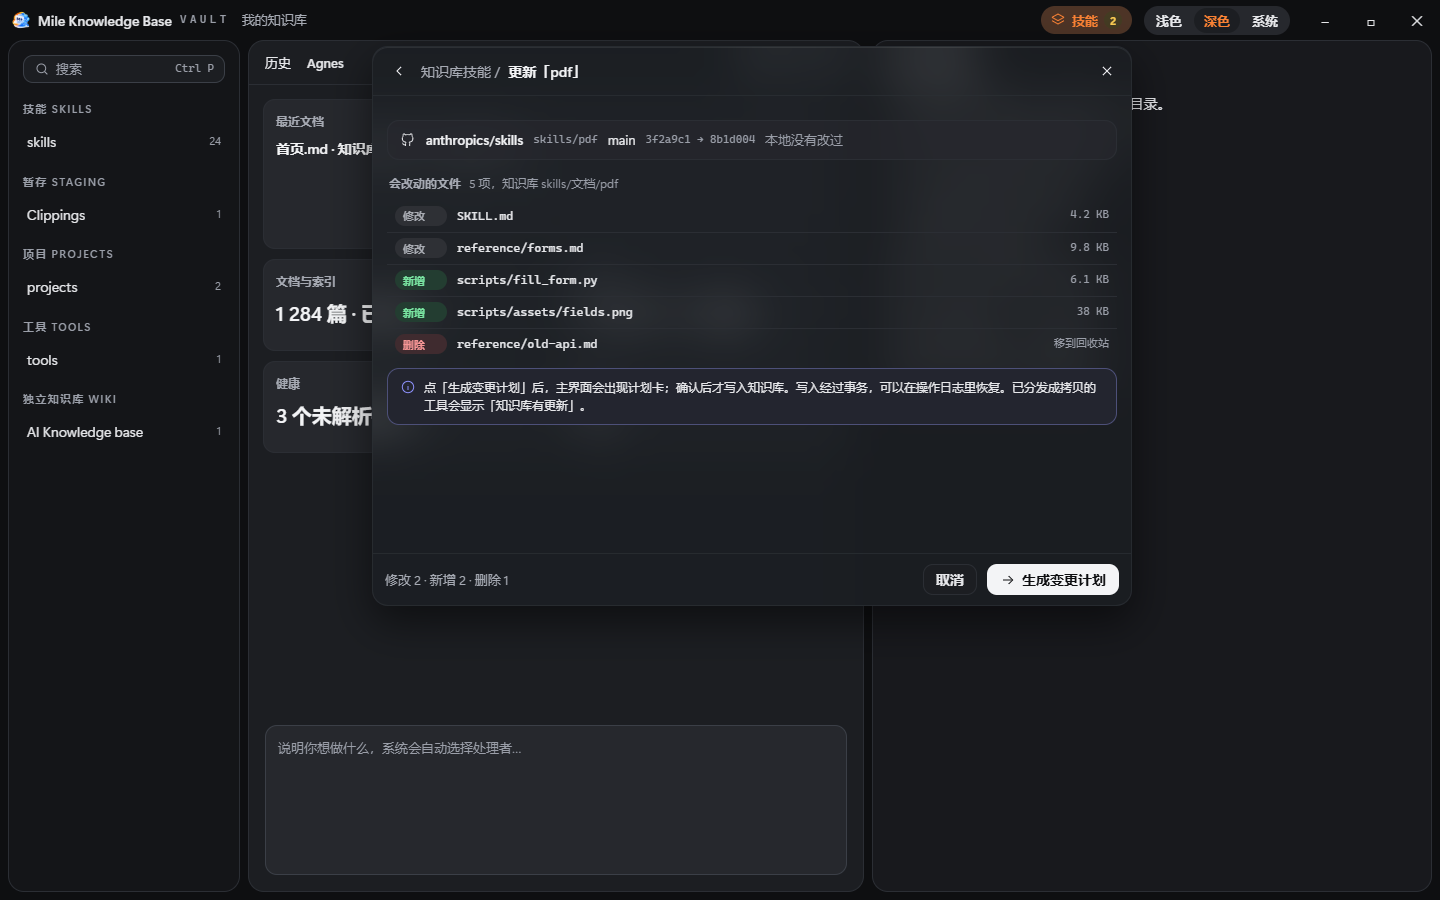 Mile Knowledge Base VAULT 我的知识库
技能 2
浅色 深色 系统
搜索 Ctrl P
技能 SKILLS
skills 24
暂存 STAGING
Clippings 1
项目 PROJECTS
projects 2
工具 TOOLS
tools 1
独立知识库 WIKI
AI Knowledge base 1
历史 Agnes
最近文档
首页.md · 知识库
文档与索引
1 284 篇 · 已
健康
3 个未解析
说明你想做什么，系统会自动选择处理者...
目录。
知识库技能 / 更新「pdf」
anthropics/skills skills/pdf main 3f2a9c1 → 8b1d004 本地没有改过
会改动的文件 5 项，知识库 skills/文档/pdf
修改 SKILL.md 4.2 KB
修改 reference/forms.md 9.8 KB
新增 scripts/fill_form.py 6.1 KB
新增 scripts/assets/fields.png 38 KB
删除 reference/old-api.md 移到回收站
点「生成变更计划」后，主界面会出现计划卡；确认后才写入知识库。写入经过事务，可以在操作日志里恢复。已分发成拷贝的
工具会显示「知识库有更新」。
修改 2 · 新增 2 · 删除 1
取消
→ 生成变更计划